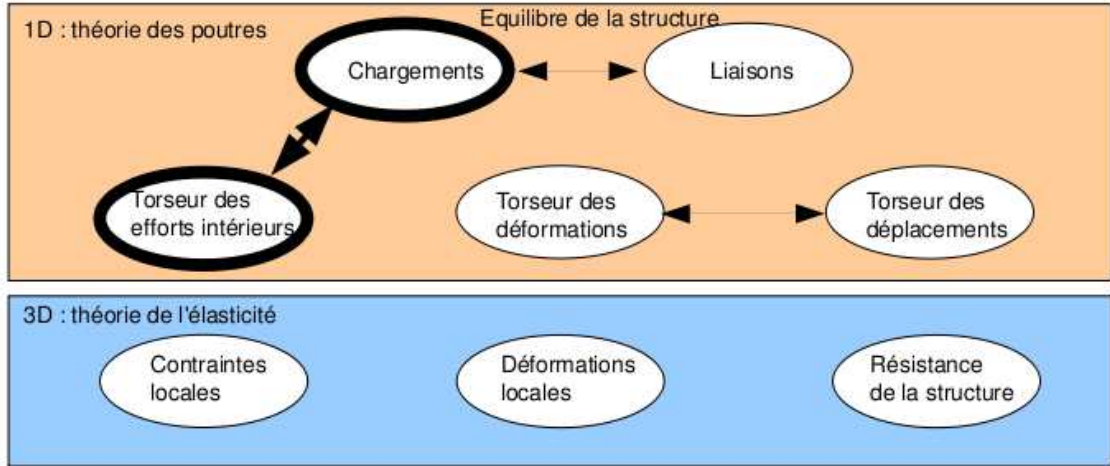 Equilibre de la structure
1D : théorie des poutres
Chargements
Liaisons
Torseur des
efforts intérieurs
Torseur des
déformations
Torseur des
déplacements
3D : théorie de l'élasticité
Contraintes
locales
Déformations
locales
Résistance
de la structure